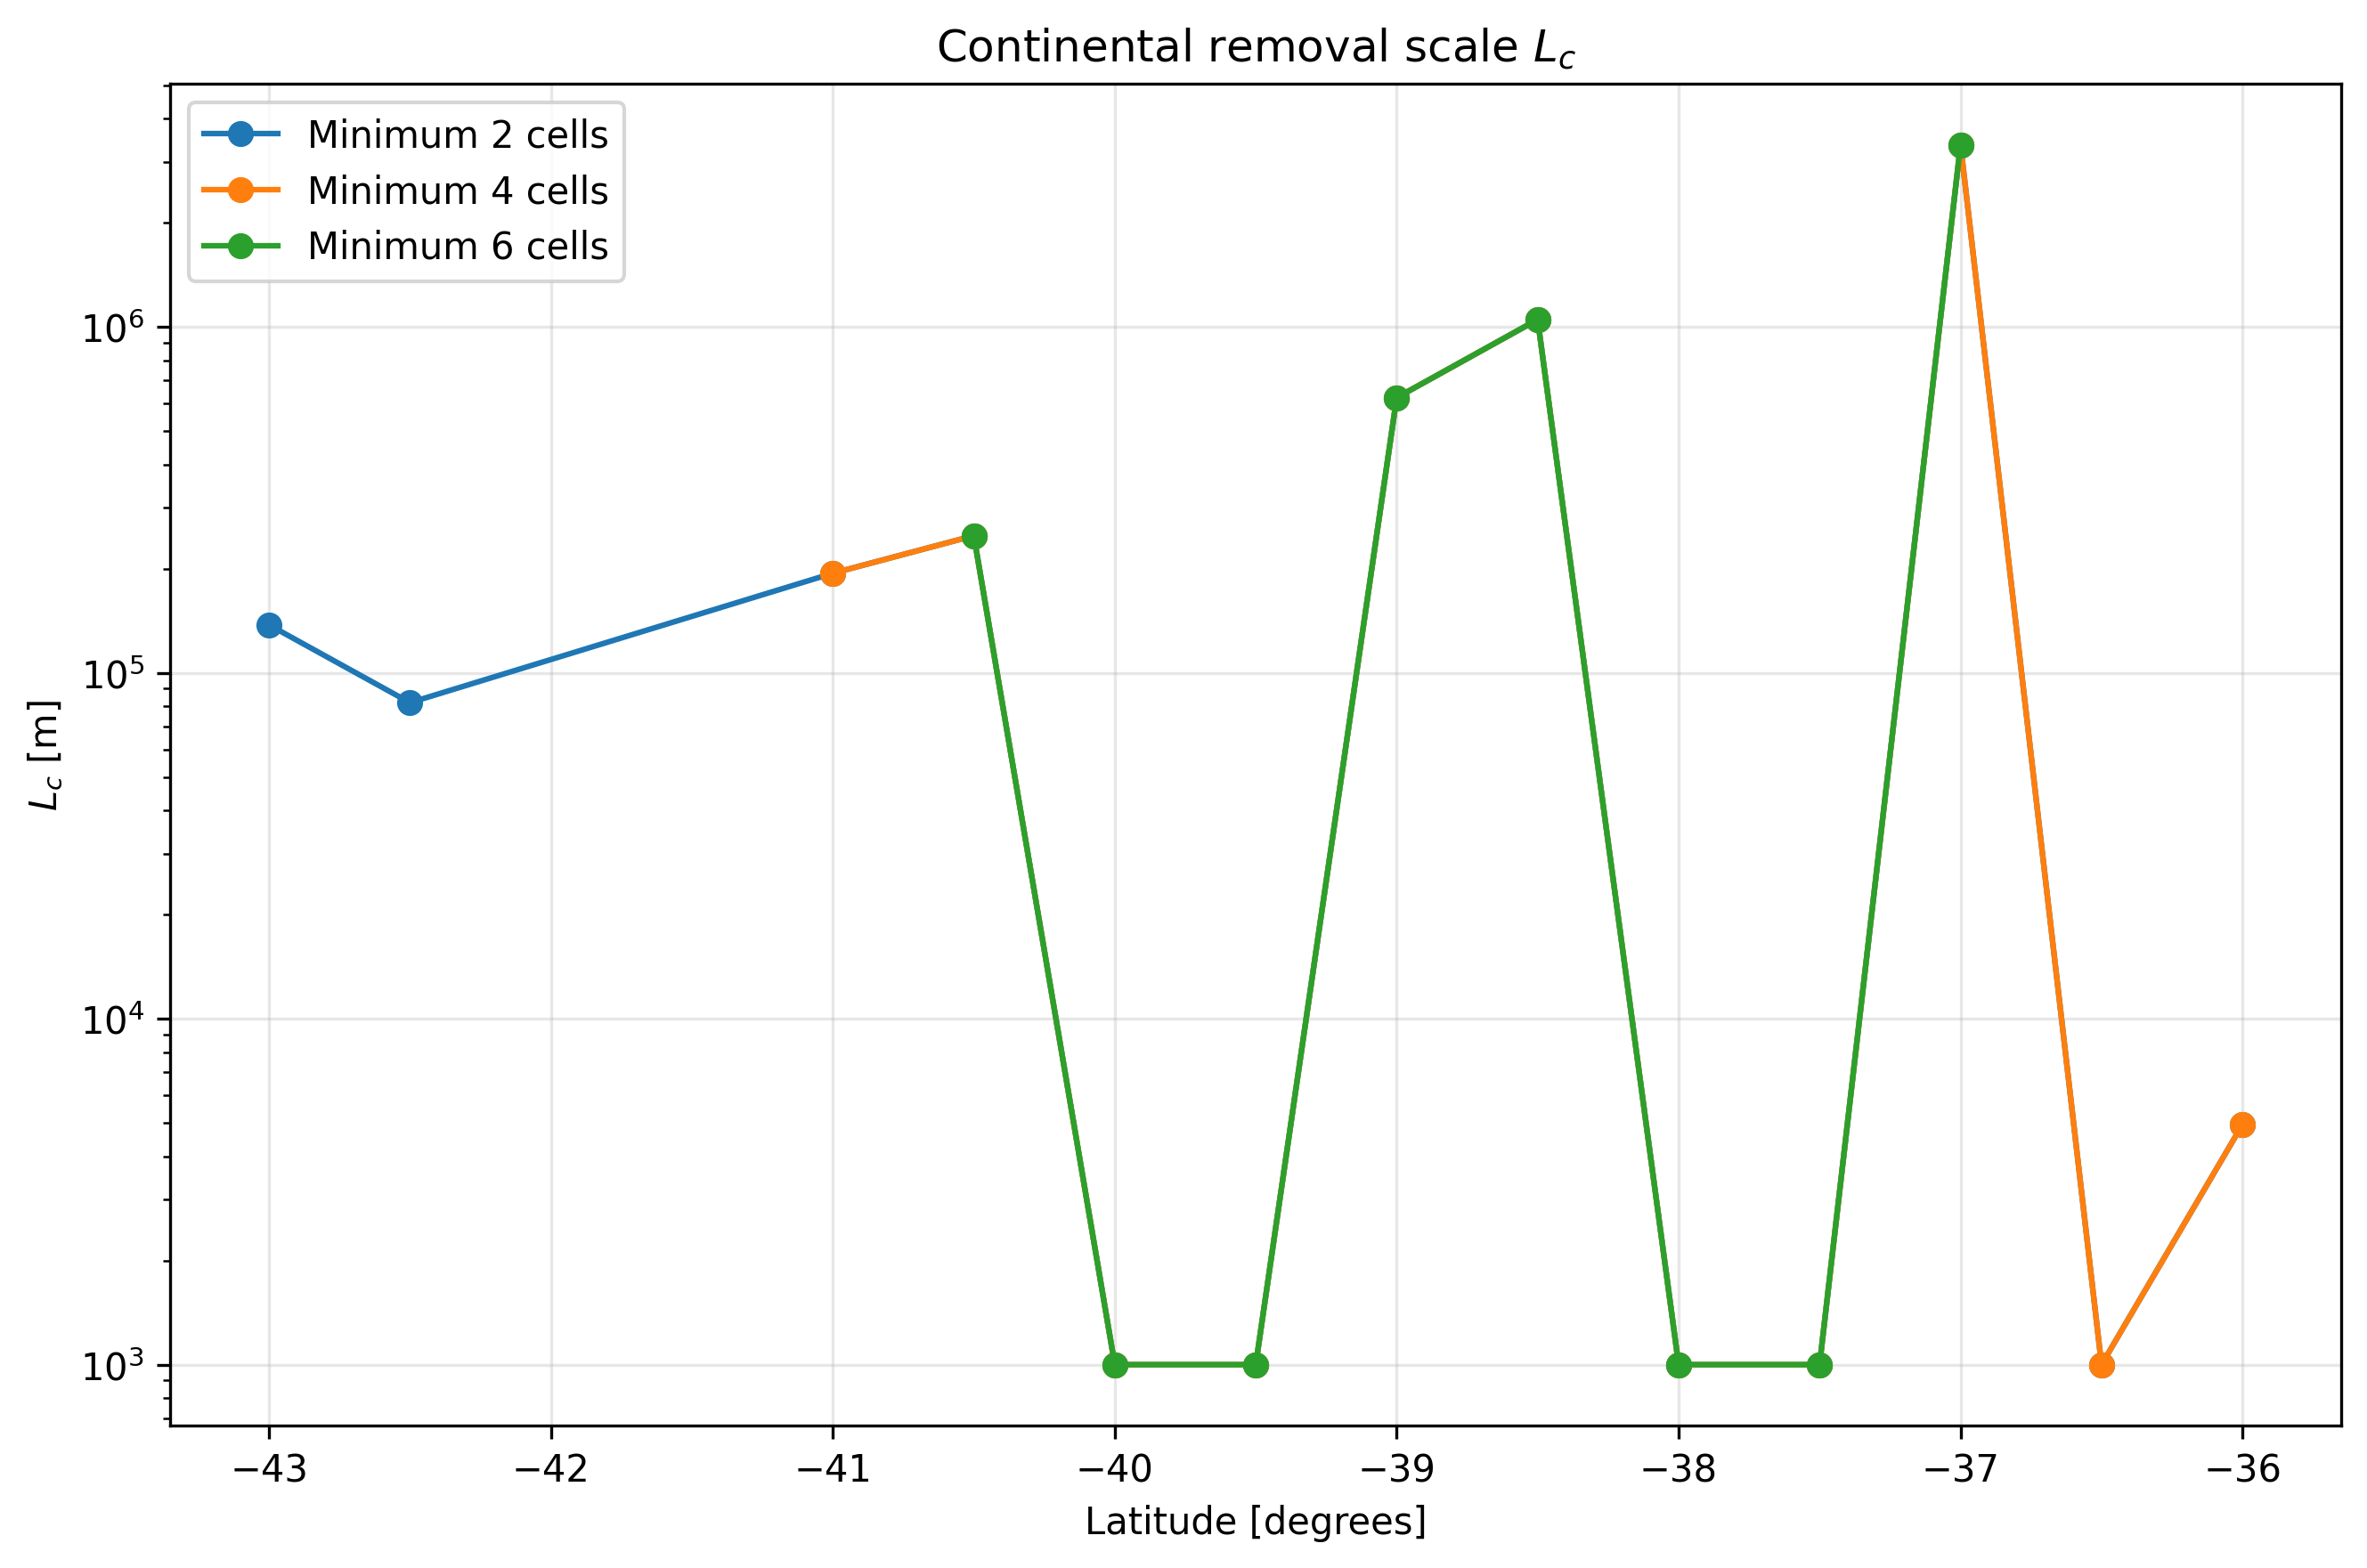 Continental removal scale L_c
Minimum 2 cells
Minimum 4 cells
Minimum 6 cells
10^6
10^5
10^4
10^3
L_c [m]
−43 −42 −41 −40 −39 −38 −37 −36
Latitude [degrees]